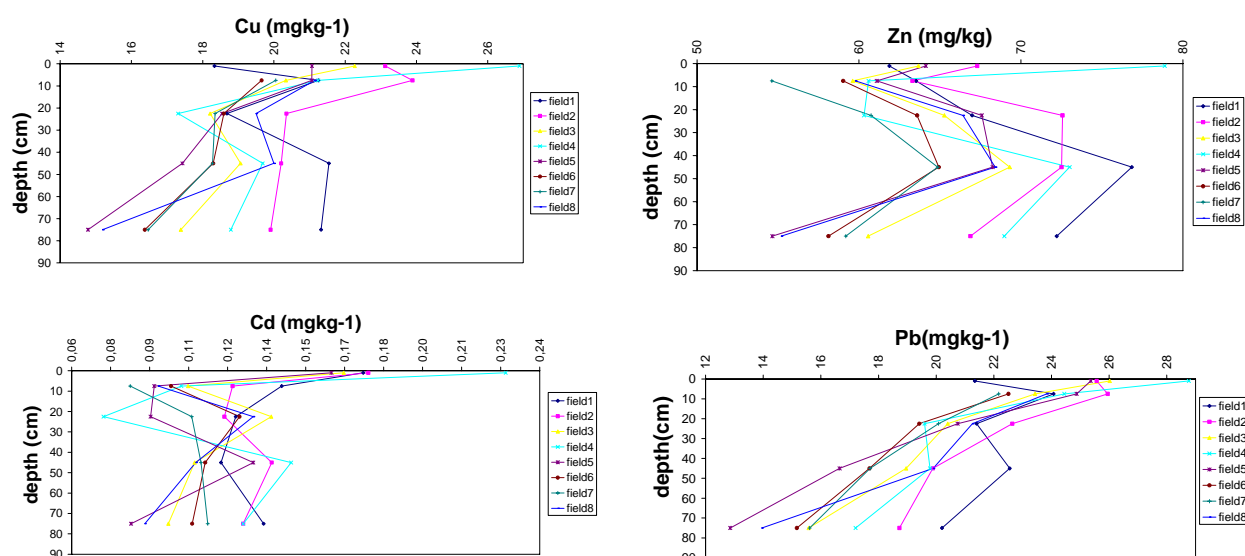 Cu (mgkg-1)
14 16 18 20 22 24 26
depth (cm)
0
10
20
30
40
50
60
70
80
90
field1
field2
field3
field4
field5
field6
field7
field8
Zn (mg/kg)
50 60 70 80
depth (cm)
0
10
20
30
40
50
60
70
80
90
field1
field2
field3
field4
field5
field6
field7
field8
Cd (mgkg-1)
0,06 0,08 0,09 0,11 0,12 0,14 0,15 0,17 0,18 0,20 0,21 0,23 0,24
depth (cm)
0
10
20
30
40
50
60
70
80
90
field1
field2
field3
field4
field5
field6
field7
field8
Pb(mgkg-1)
12 14 16 18 20 22 24 26 28
depth(cm)
0
10
20
30
40
50
60
70
80
90
field1
field2
field3
field4
field5
field6
field7
field8